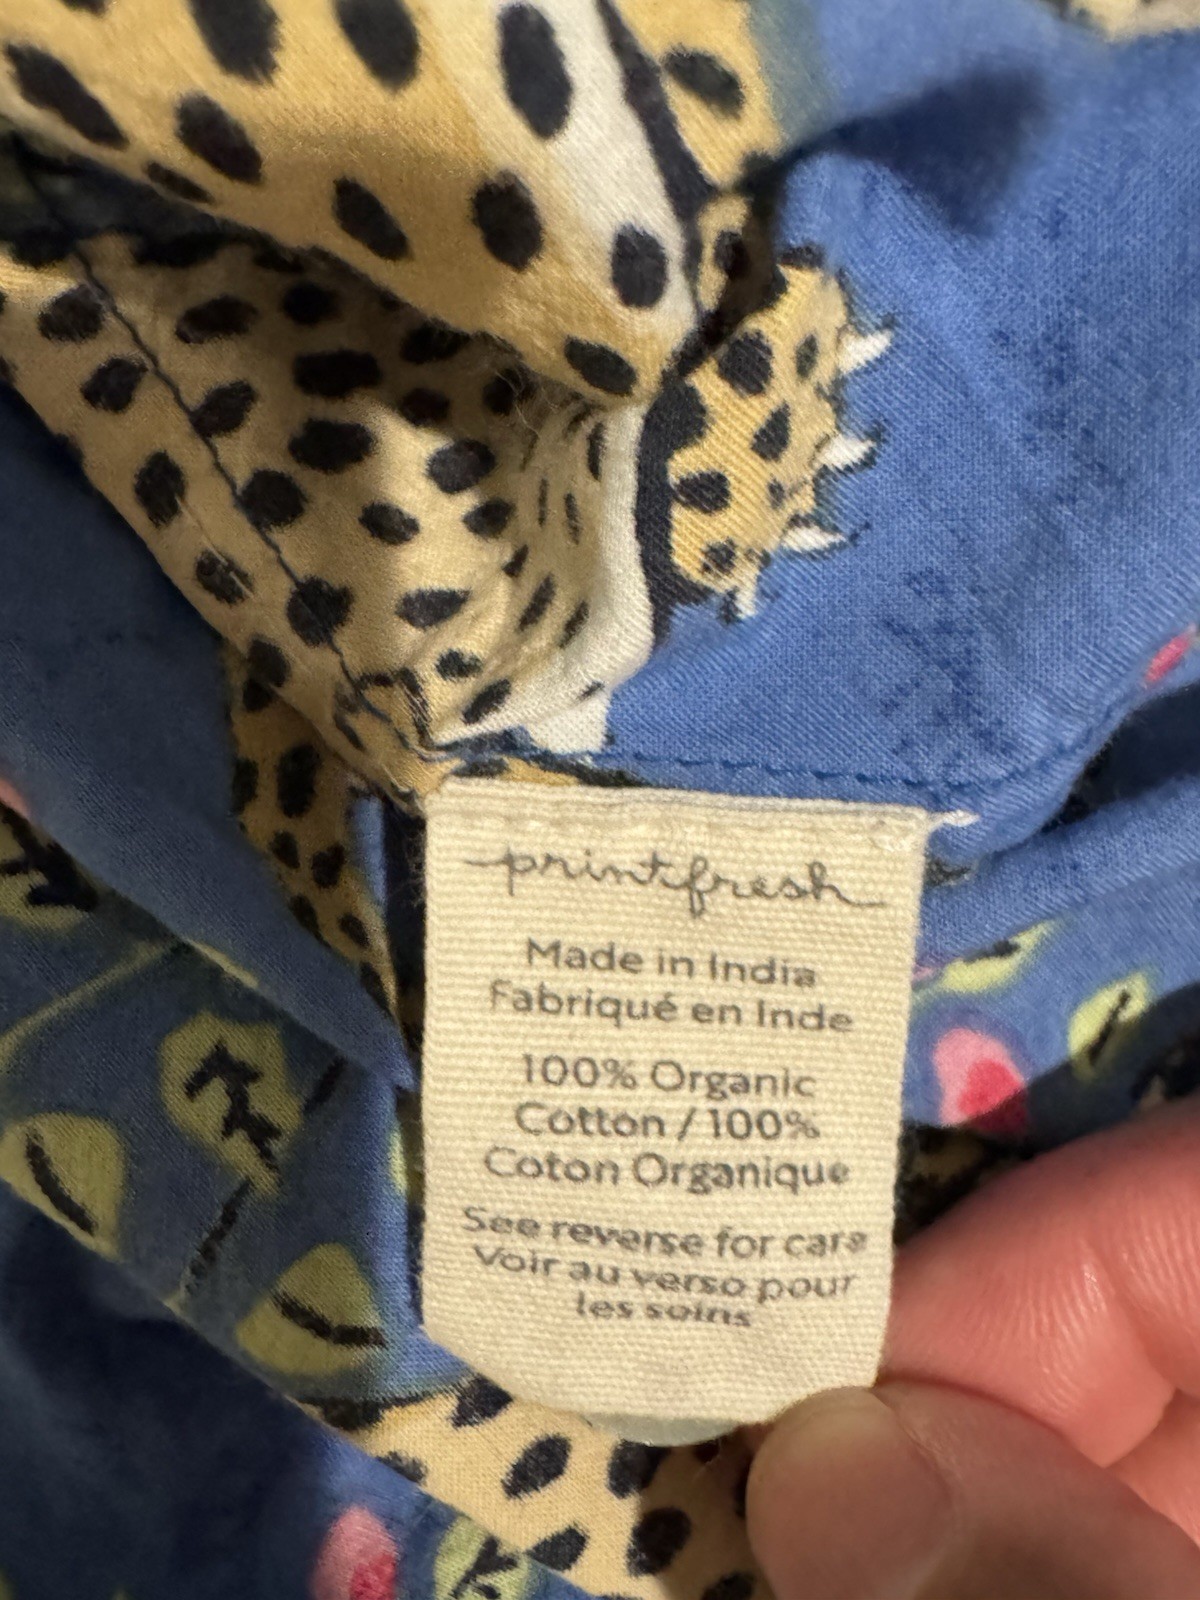 printfresh
Made in India
Fabriqué en Inde
100% Organic
Cotton / 100%
Coton Organique
See reverse for care
Voir au verso pour
les soins